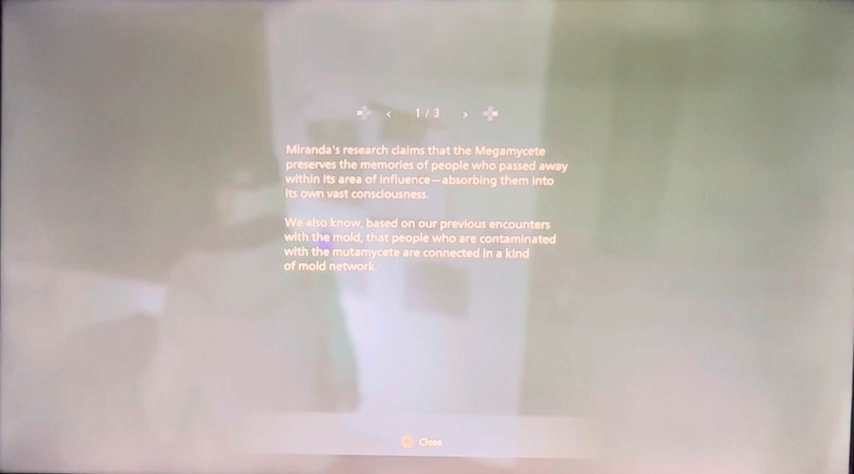 < 1 / 3 >
Miranda's research claims that the Megamycete
preserves the memories of people who passed away
within its area of influence—absorbing them into
its own vast consciousness.
We also know, based on our previous encounters
with the mold, that people who are contaminated
with the mutamycete are connected in a kind
of mold network.
Close